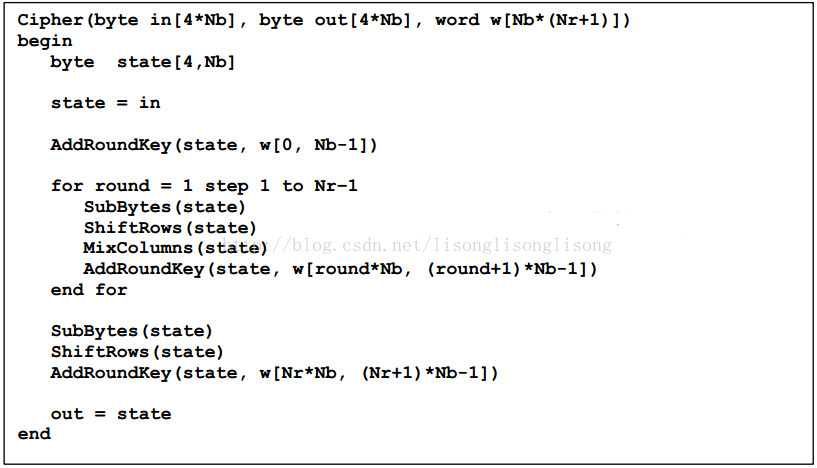 Cipher(byte in[4*Nb], byte out[4*Nb], word w[Nb*(Nr+1)])
begin
byte state[4,Nb]
state = in
AddRoundKey(state, w[0, Nb-1])
for round = 1 step 1 to Nr–1
SubBytes(state)
ShiftRows(state)
MixColumns(state)
http://blog.csdn.net/lisonglisonglisong
AddRoundKey(state, w[round*Nb, (round+1)*Nb-1])
end for
SubBytes(state)
ShiftRows(state)
AddRoundKey(state, w[Nr*Nb, (Nr+1)*Nb-1])
out = state
end